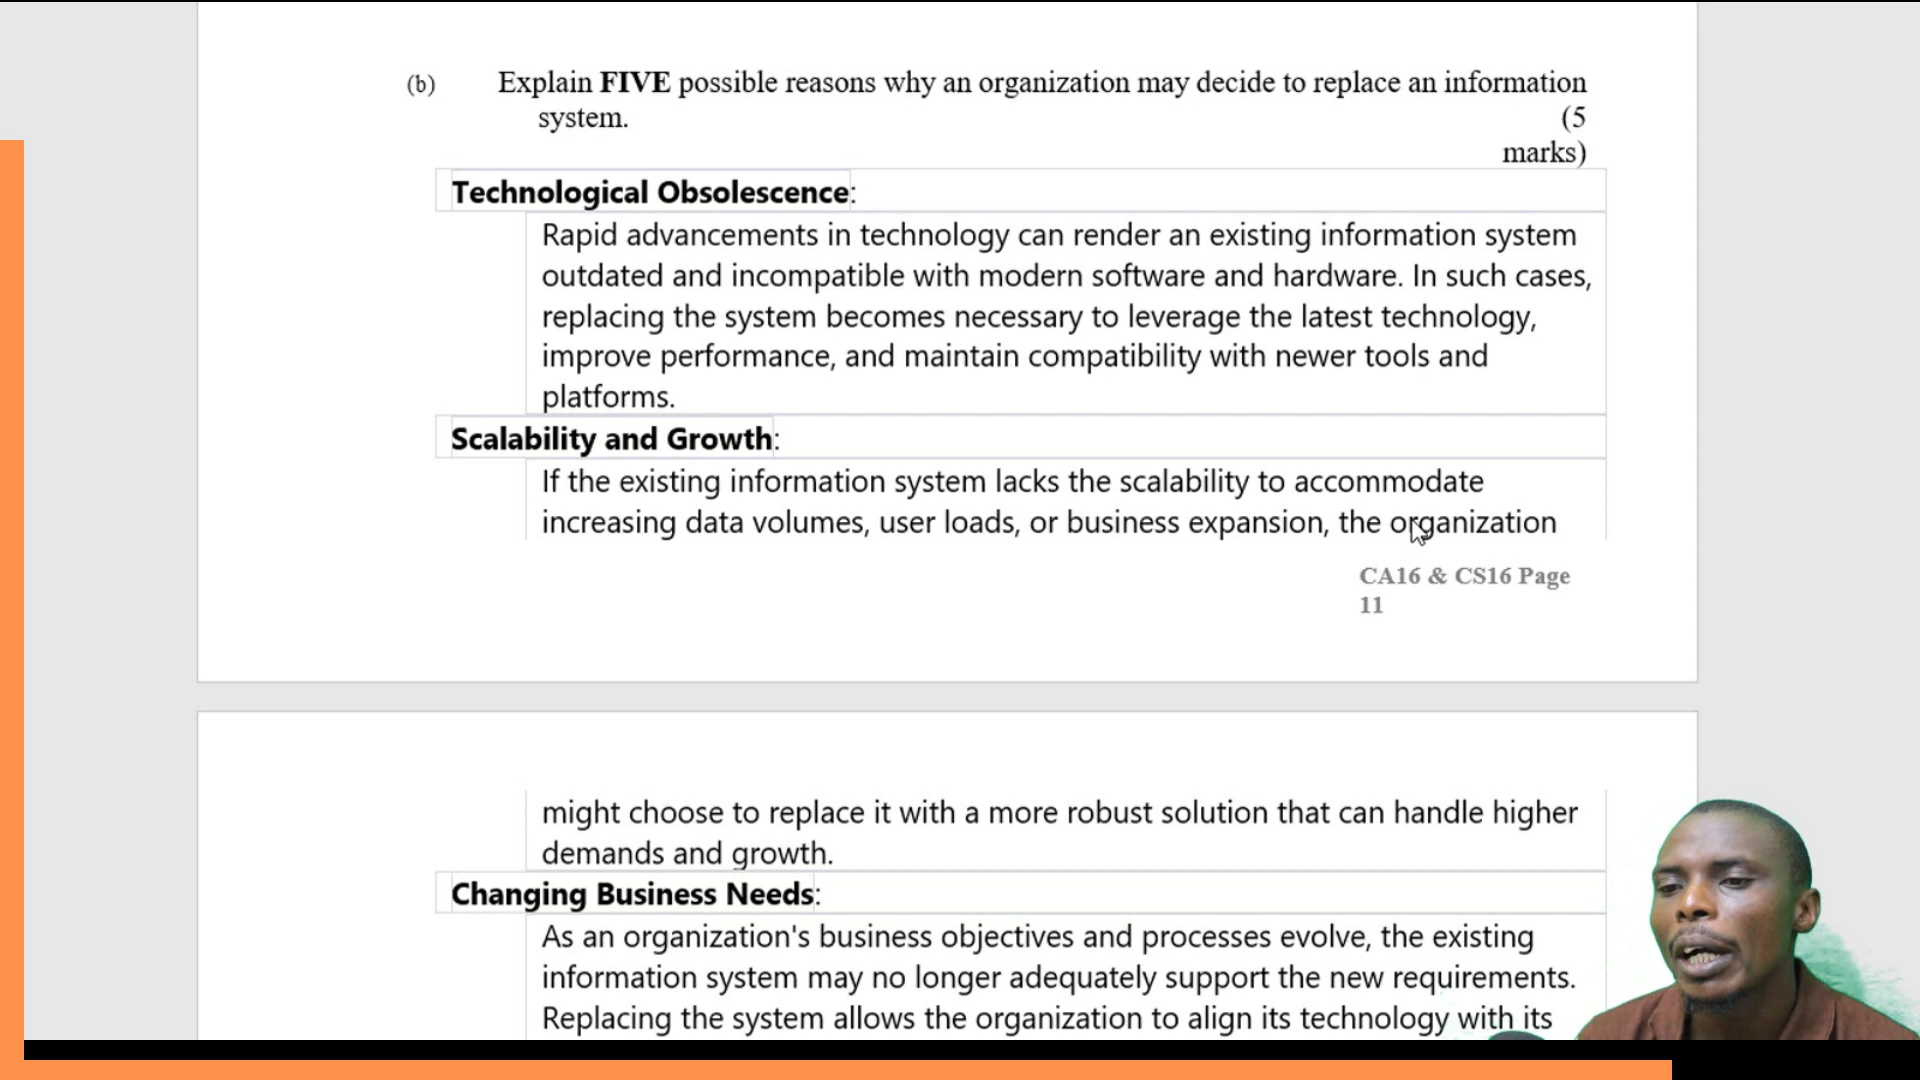 (b) Explain FIVE possible reasons why an organization may decide to replace an information
system. (5
marks)
Technological Obsolescence:
Rapid advancements in technology can render an existing information system
outdated and incompatible with modern software and hardware. In such cases,
replacing the system becomes necessary to leverage the latest technology,
improve performance, and maintain compatibility with newer tools and
platforms.
Scalability and Growth:
If the existing information system lacks the scalability to accommodate
increasing data volumes, user loads, or business expansion, the organization
CA16 & CS16 Page
11
might choose to replace it with a more robust solution that can handle higher
demands and growth.
Changing Business Needs:
As an organization's business objectives and processes evolve, the existing
information system may no longer adequately support the new requirements.
Replacing the system allows the organization to align its technology with its